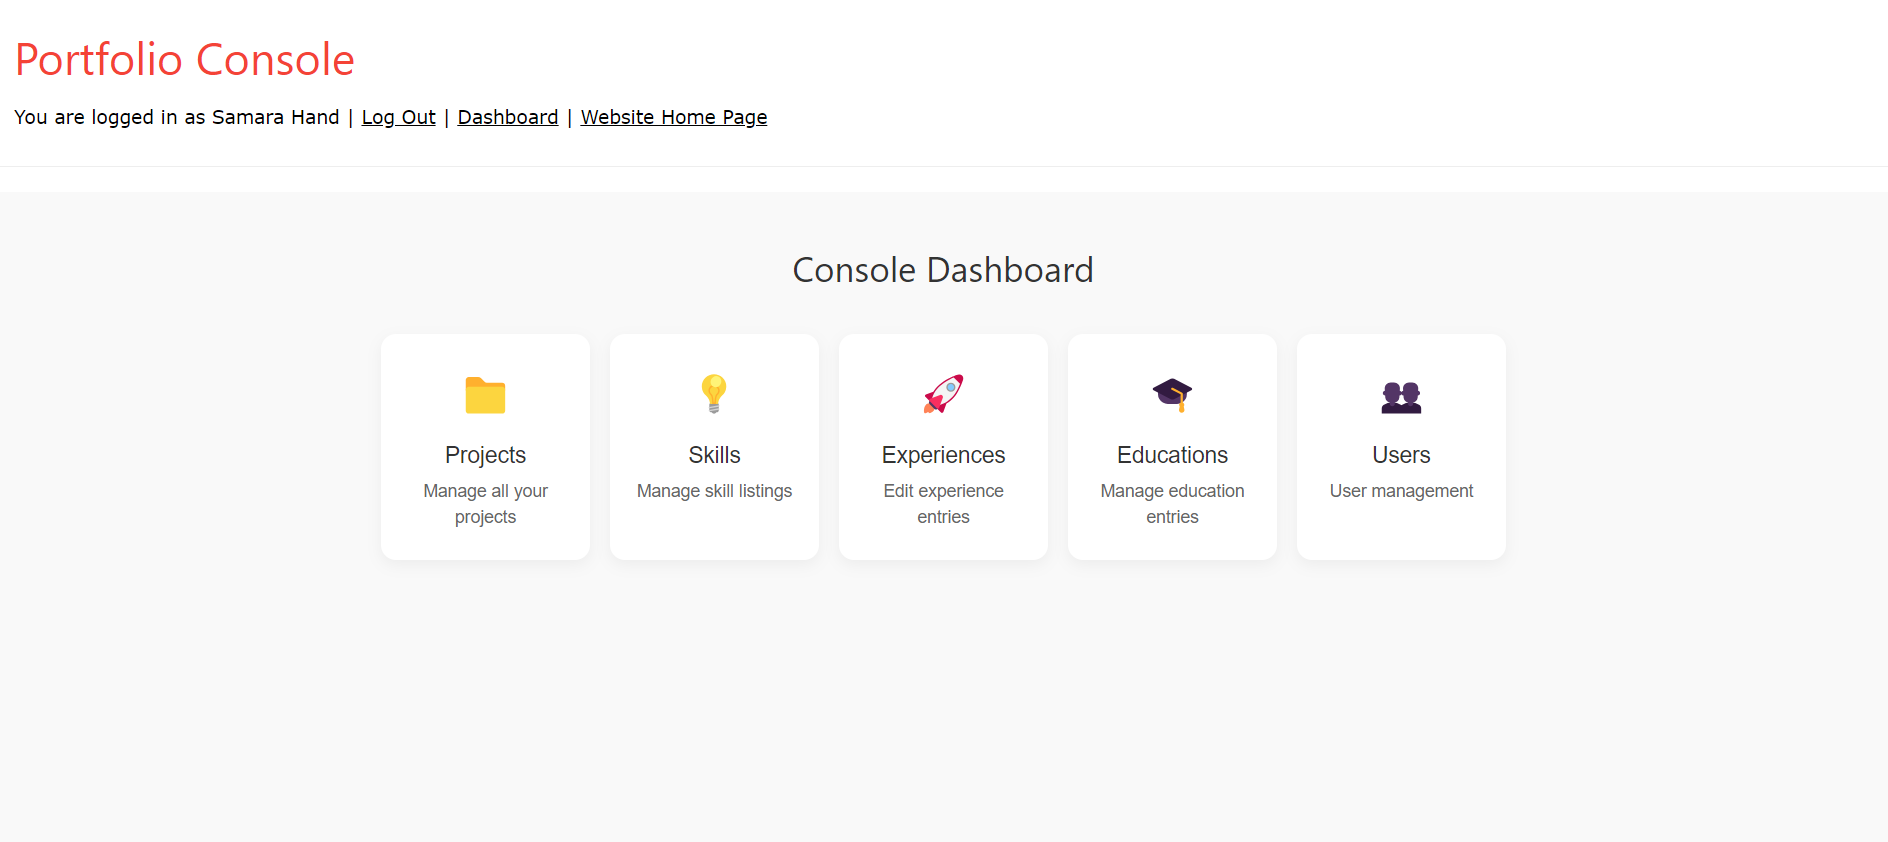 Portfolio Console
You are logged in as Samara Hand | Log Out | Dashboard | Website Home Page
Console Dashboard
Projects
Manage all your
projects
Skills
Manage skill listings
Experiences
Edit experience
entries
Educations
Manage education
entries
Users
User management